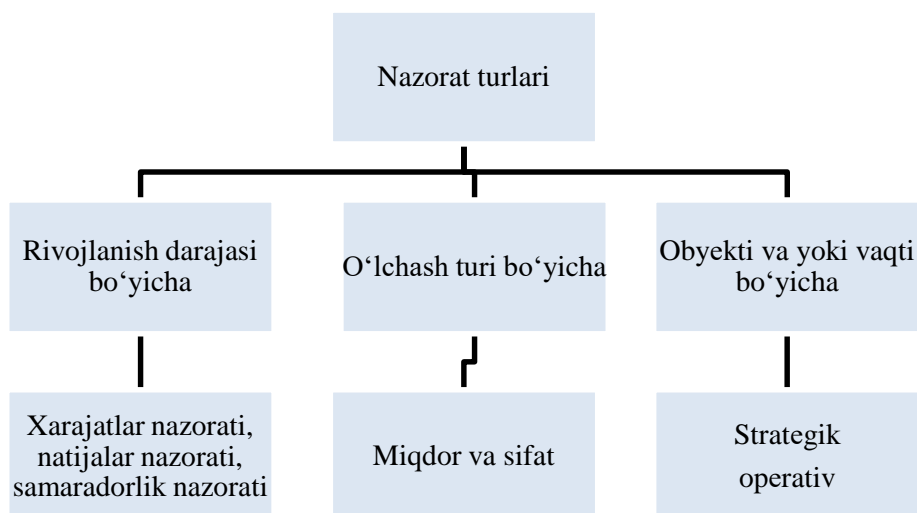 Nazorat turlari
Rivojlanish darajasi
bo‘yicha
O‘lchash turi bo‘yicha
Obyekti va yoki vaqti
bo‘yicha
Xarajatlar nazorati,
natijalar nazorati,
samaradorlik nazorati
Miqdor va sifat
Strategik
operativ